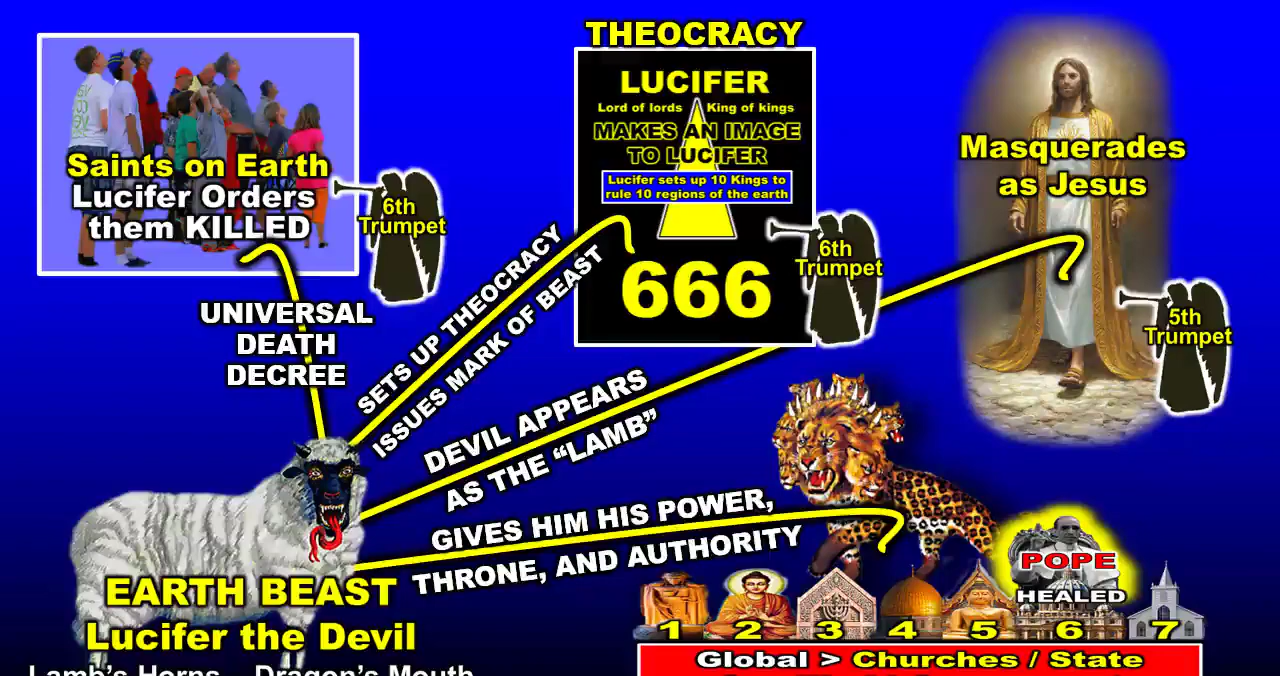 THEOCRACY
LUCIFER
Lord of lords King of kings
MAKES AN IMAGE
TO LUCIFER
Lucifer sets up 10 Kings to
rule 10 regions of the earth
666
Saints on Earth
Lucifer Orders
them KILLED
6th
Trumpet
6th
Trumpet
Masquerades
as Jesus
5th
Trumpet
UNIVERSAL
DEATH
DECREE
SETS UP THEOCRACY
ISSUES MARK OF BEAST
DEVIL APPEARS
AS THE “LAMB”
GIVES HIM HIS POWER,
THRONE, AND AUTHORITY
EARTH BEAST
Lucifer the Devil
Lamb's Horns - Dragon's Mouth
POPE
HEALED
1 2 3 4 5 6 7
Global > Churches / State